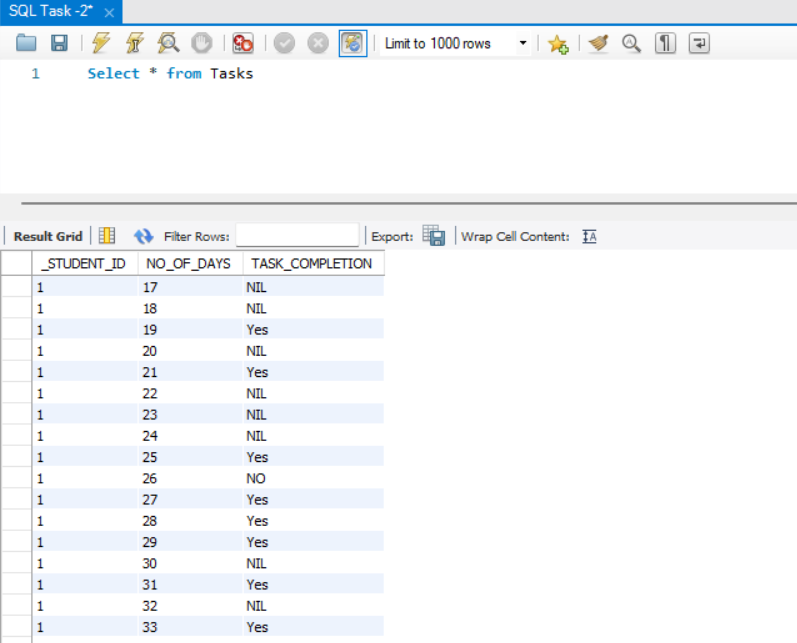 SQL Task -2*
Limit to 1000 rows
1 Select * from Tasks
Result Grid Filter Rows: Export: Wrap Cell Content:
_STUDENT_ID NO_OF_DAYS TASK_COMPLETION
1 17 NIL
1 18 NIL
1 19 Yes
1 20 NIL
1 21 Yes
1 22 NIL
1 23 NIL
1 24 NIL
1 25 Yes
1 26 NO
1 27 Yes
1 28 Yes
1 29 Yes
1 30 NIL
1 31 Yes
1 32 NIL
1 33 Yes